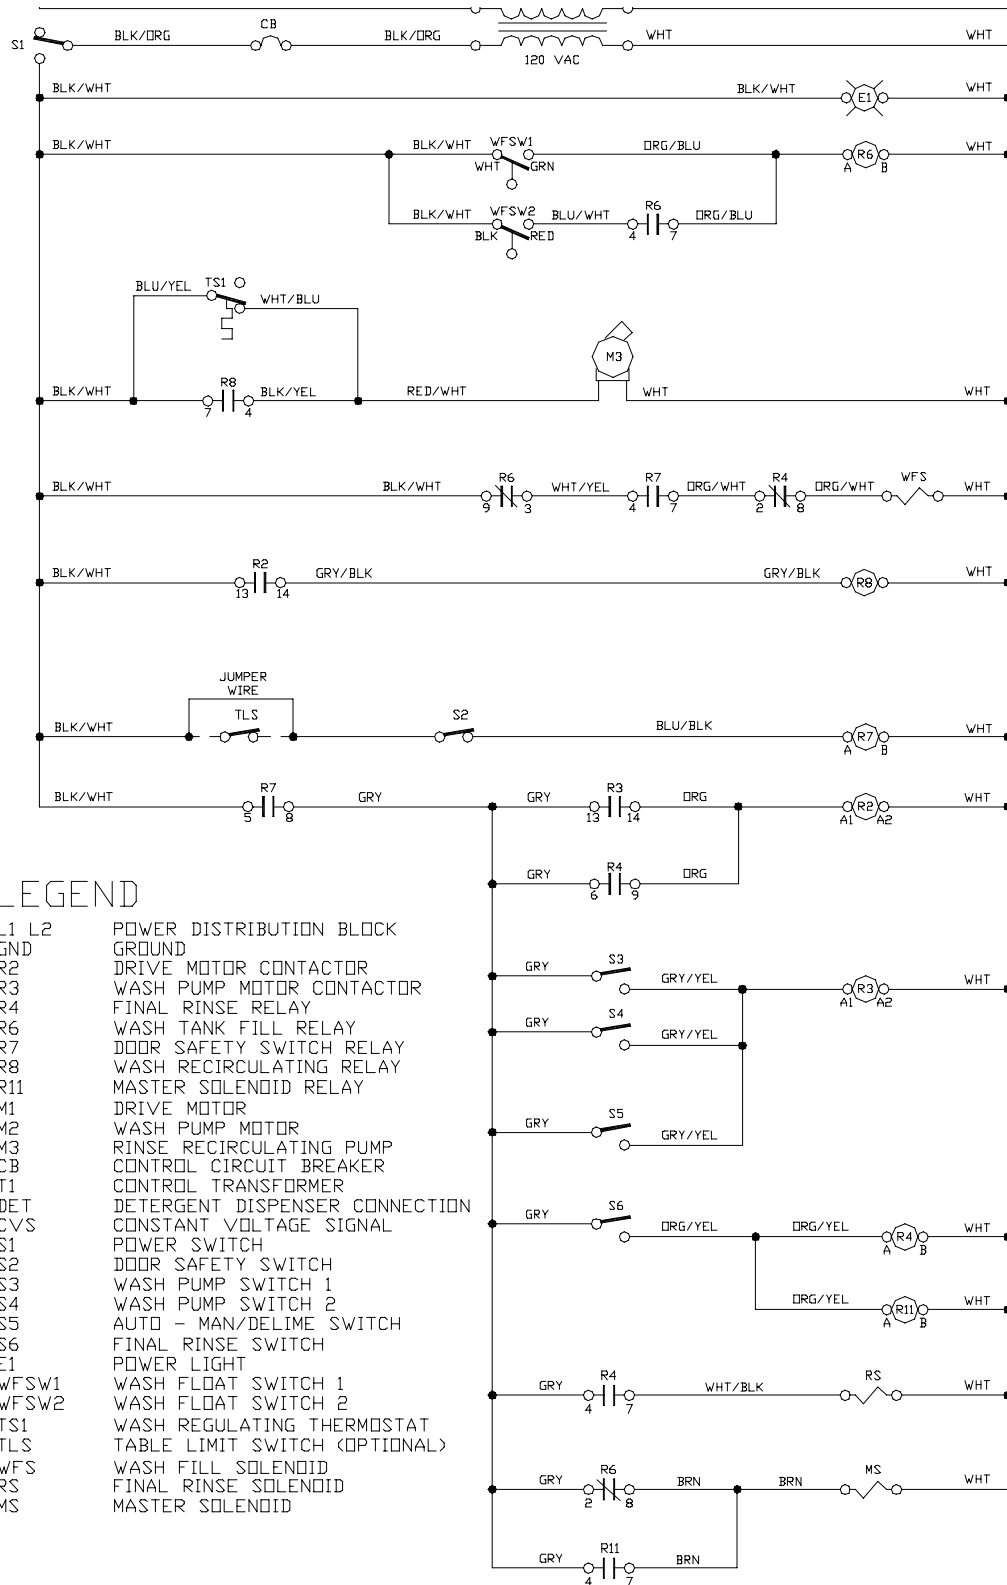 CB
S1 BLK/ORG BLK/ORG WHT WHT
120 VAC
BLK/WHT BLK/WHT E1 WHT
BLK/WHT BLK/WHT WFSW1 ORG/BLU R6 WHT
WHT GRN A B
BLK/WHT WFSW2 BLU/WHT R6 ORG/BLU
BLK RED 4 7
BLU/YEL TS1 WHT/BLU
M3
BLK/WHT R8 BLK/YEL RED/WHT WHT WHT
7 4
BLK/WHT BLK/WHT R6 WHT/YEL R7 ORG/WHT R4 ORG/WHT WFS WHT
9 3 4 7 2 8
BLK/WHT R2 GRY/BLK GRY/BLK R8 WHT
13 14
JUMPER
WIRE
BLK/WHT TLS S2 BLU/BLK R7 WHT
A B
BLK/WHT R7 GRY GRY R3 ORG R2 WHT
5 8 13 14 A1 A2
GRY R4 ORG
6 9
GRY S3 GRY/YEL R3 WHT
A1 A2
GRY S4 GRY/YEL
GRY S5 GRY/YEL
GRY S6 ORG/YEL ORG/YEL R4 WHT
A B
ORG/YEL R11 WHT
A B
GRY R4 WHT/BLK RS WHT
4 7
GRY R6 BRN BRN MS WHT
2 8
GRY R11 BRN
4 7
LEGEND
L1 L2 POWER DISTRIBUTION BLOCK
GND GROUND
R2 DRIVE MOTOR CONTACTOR
R3 WASH PUMP MOTOR CONTACTOR
R4 FINAL RINSE RELAY
R6 WASH TANK FILL RELAY
R7 DOOR SAFETY SWITCH RELAY
R8 WASH RECIRCULATING RELAY
R11 MASTER SOLENOID RELAY
M1 DRIVE MOTOR
M2 WASH PUMP MOTOR
M3 RINSE RECIRCULATING PUMP
CB CONTROL CIRCUIT BREAKER
T1 CONTROL TRANSFORMER
DET DETERGENT DISPENSER CONNECTION
CVS CONSTANT VOLTAGE SIGNAL
S1 POWER SWITCH
S2 DOOR SAFETY SWITCH
S3 WASH PUMP SWITCH 1
S4 WASH PUMP SWITCH 2
S5 AUTO - MAN/DELIME SWITCH
S6 FINAL RINSE SWITCH
E1 POWER LIGHT
WFSW1 WASH FLOAT SWITCH 1
WFSW2 WASH FLOAT SWITCH 2
TS1 WASH REGULATING THERMOSTAT
TLS TABLE LIMIT SWITCH (OPTIONAL)
WFS WASH FILL SOLENOID
RS FINAL RINSE SOLENOID
MS MASTER SOLENOID